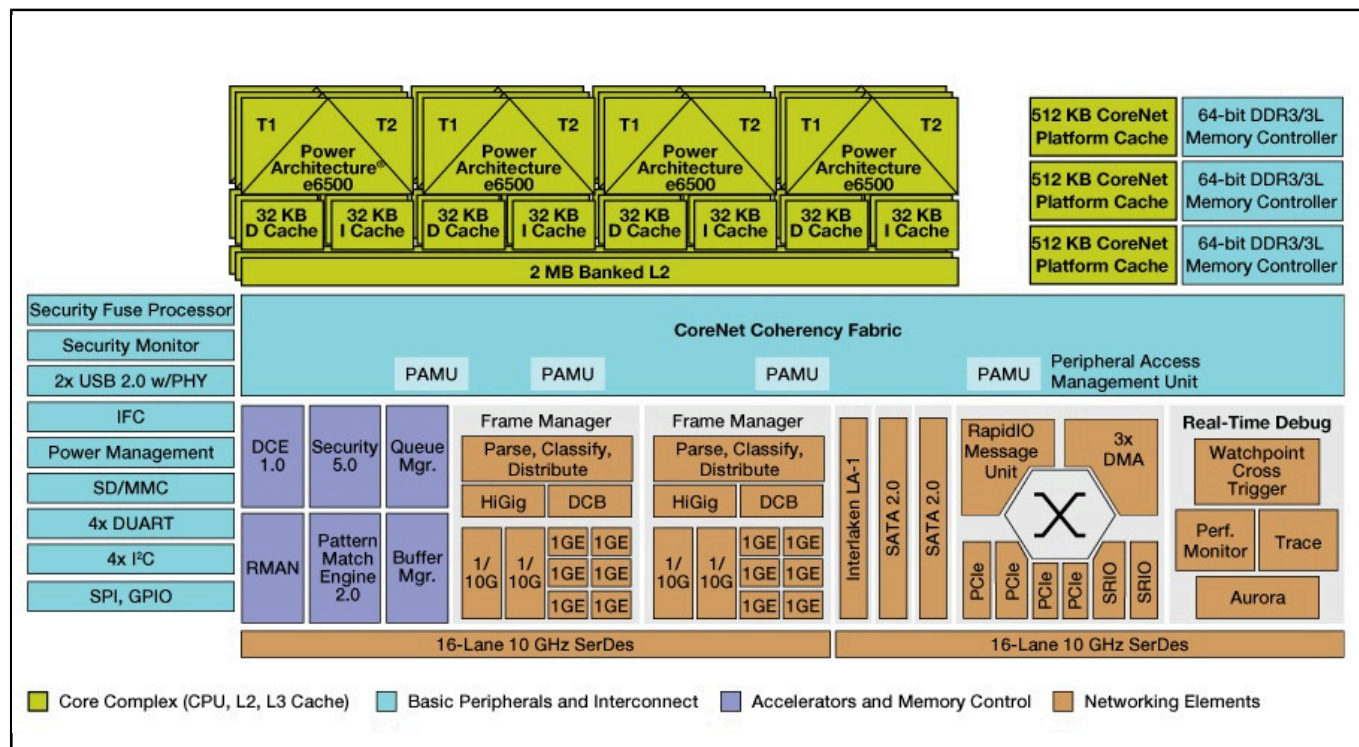 T1
T2
Power
Architecture®
e6500
T1
T2
Power
Architecture
e6500
T1
T2
Power
Architecture
e6500
T1
T2
Power
Architecture
e6500
32 KB
D Cache
32 KB
I Cache
32 KB
D Cache
32 KB
I Cache
32 KB
D Cache
32 KB
I Cache
32 KB
D Cache
32 KB
I Cache
2 MB Banked L2
512 KB CoreNet
Platform Cache
64-bit DDR3/3L
Memory Controller
512 KB CoreNet
Platform Cache
64-bit DDR3/3L
Memory Controller
512 KB CoreNet
Platform Cache
64-bit DDR3/3L
Memory Controller
Security Fuse Processor
Security Monitor
2x USB 2.0 w/PHY
IFC
Power Management
SD/MMC
4x DUART
4x I²C
SPI, GPIO
CoreNet Coherency Fabric
PAMU
PAMU
PAMU
PAMU
Peripheral Access
Management Unit
DCE
1.0
Security
5.0
Queue
Mgr.
RMAN
Pattern
Match
Engine
2.0
Buffer
Mgr.
Frame Manager
Parse, Classify,
Distribute
HiGig
DCB
1/
10G
1/
10G
1GE
1GE
1GE
1GE
1GE
1GE
Frame Manager
Parse, Classify,
Distribute
HiGig
DCB
1/
10G
1/
10G
1GE
1GE
1GE
1GE
1GE
1GE
Interlaken LA-1
SATA 2.0
SATA 2.0
RapidIO
Message
Unit
3x
DMA
PCIe
PCIe
PCIe
PCIe
SRIO
SRIO
Real-Time Debug
Watchpoint
Cross
Trigger
Perf.
Monitor
Trace
Aurora
16-Lane 10 GHz SerDes
16-Lane 10 GHz SerDes
Core Complex (CPU, L2, L3 Cache)
Basic Peripherals and Interconnect
Accelerators and Memory Control
Networking Elements